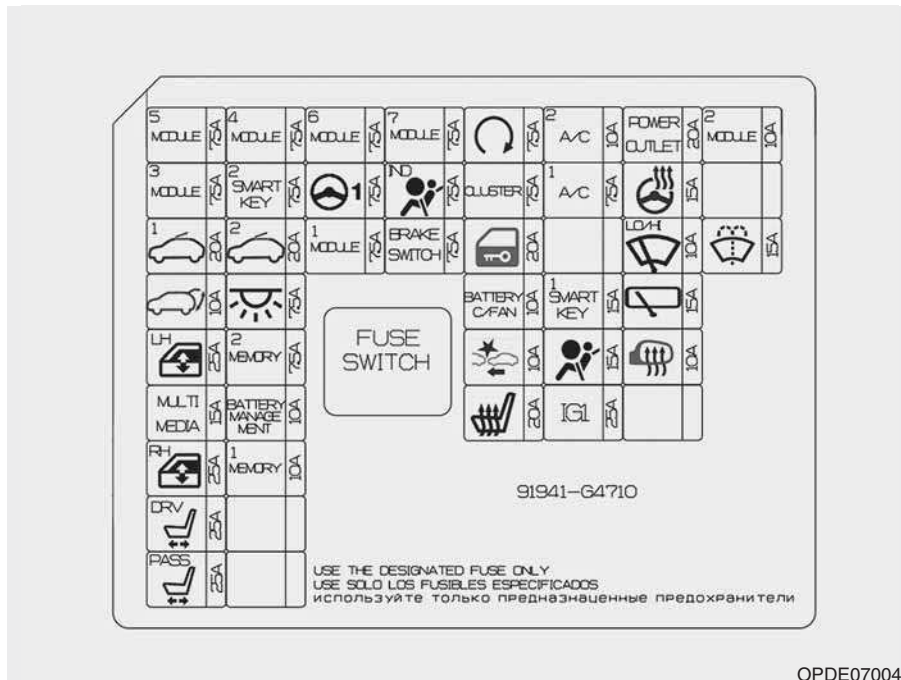 5 MODULE 7.5A 4 MODULE 7.5A 6 MODULE 7.5A 7 MODULE 7.5A 7.5A 2 A/C 10A POWER OUTLET 20A 2 MODULE 10A
3 MODULE 7.5A 2 SMART KEY 7.5A 1 7.5A IND 7.5A CLUSTER 7.5A 1 A/C 7.5A 15A
1 20A 2 20A 1 MODULE 7.5A BRAKE SWITCH 7.5A 20A LO/HI 10A 15A
10A 7.5A BATTERY C/FAN 10A 1 SMART KEY 15A 15A
LH 25A 2 MEMORY 7.5A FUSE SWITCH 10A 15A 10A
MULTI MEDIA 15A BATTERY MANAGE MENT 10A 20A IG1 25A
RH 25A 1 MEMORY 10A
91941-G4710
DRV 25A
PASS 25A
USE THE DESIGNATED FUSE ONLY
USE SOLO LOS FUSIBLES ESPECIFICADOS
используйте только предназнаценные предохранители
OPDE07004